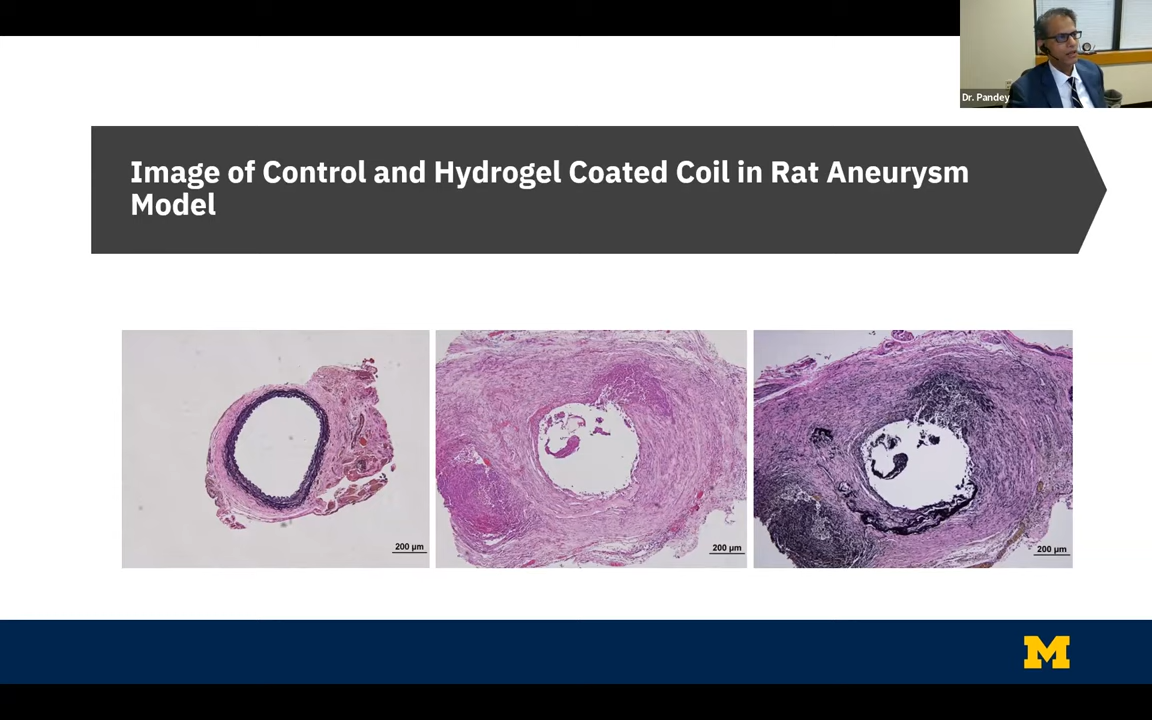 Dr. Pandey
Image of Control and Hydrogel Coated Coil in Rat Aneurysm
Model
200 µm
200 µm
200 µm
M